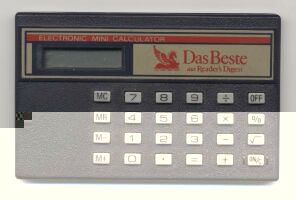 ELECTRONIC MINI CALCULATOR
Das Beste
aus Reader's Digest
MC 7 8 9 ÷ OFF
MR 4 5 6 × %
M- 1 2 3 - √
M+ 0 . = +